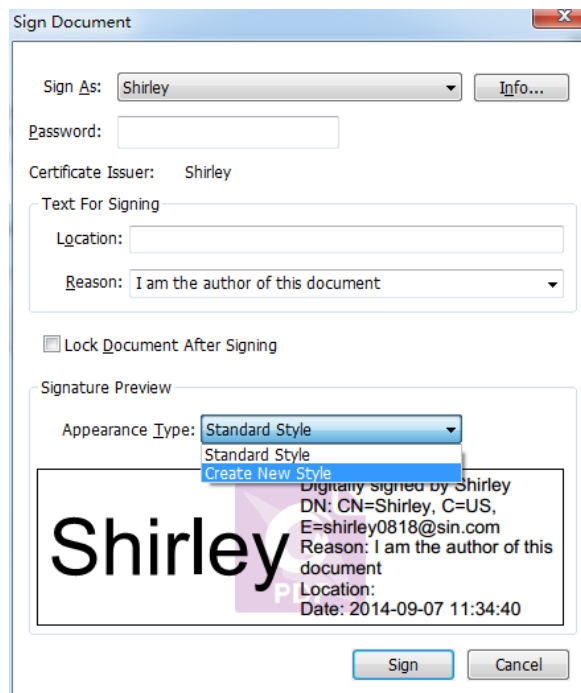 Sign Document
Sign As: Shirley Info...
Password:
Certificate Issuer: Shirley
Text For Signing
Location:
Reason: I am the author of this document
Lock Document After Signing
Signature Preview
Appearance Type: Standard Style
Standard Style
Create New Style
Shirley
Digitally signed by Shirley
DN: CN=Shirley, C=US,
E=shirley0818@sin.com
Reason: I am the author of this
document
Location:
Date: 2014-09-07 11:34:40
PDF
Sign Cancel